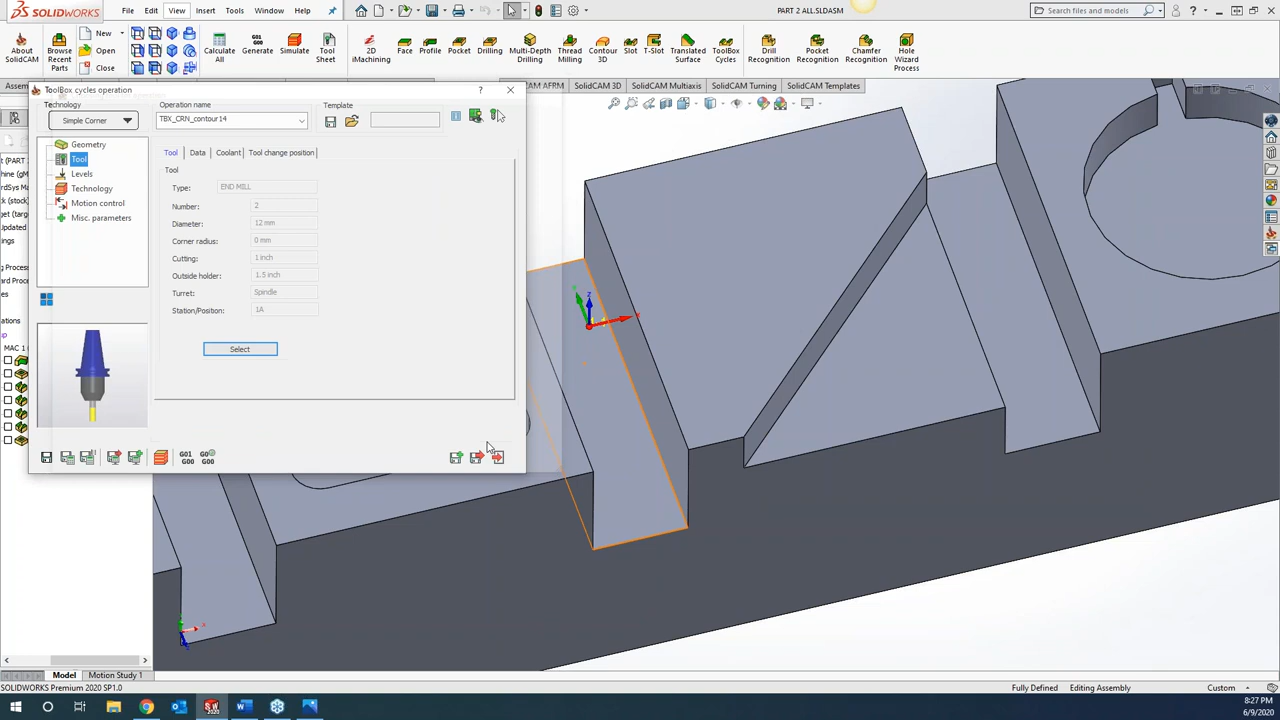 SOLIDWORKS
File Edit View Insert Tools Window Help
PART 2 ALL.SLDASM
Search files and models
About SolidCAM
Browse Recent Parts
New
Open
Close
Calculate All
Generate
Simulate
Tool Sheet
2D iMachining
Face
Profile
Pocket
Drilling
Multi-Depth Drilling
Thread Milling
Contour 3D
Slot
T-Slot
Translated Surface
ToolBox Cycles
Drill Recognition
Pocket Recognition
Chamfer Recognition
Hole Wizard Process
Assem
CAM AFRM SolidCAM 3D SolidCAM Multiaxis SolidCAM Turning SolidCAM Templates
ToolBox cycles operation
Technology
Simple Corner
Operation name
TBX_CRN_contour14
Template
Geometry
Tool
Levels
Technology
Motion control
Misc. parameters
Tool Data Coolant Tool change position
Tool
Type: END MILL
Number: 2
Diameter: 12 mm
Corner radius: 0 mm
Cutting: 1 inch
Outside holder: 1.5 inch
Turret: Spindle
Station/Position: 1A
Select
G01 G00
MAC 1
Model Motion Study 1
SOLIDWORKS Premium 2020 SP1.0
Fully Defined Editing Assembly Custom
8:27 PM
6/9/2020